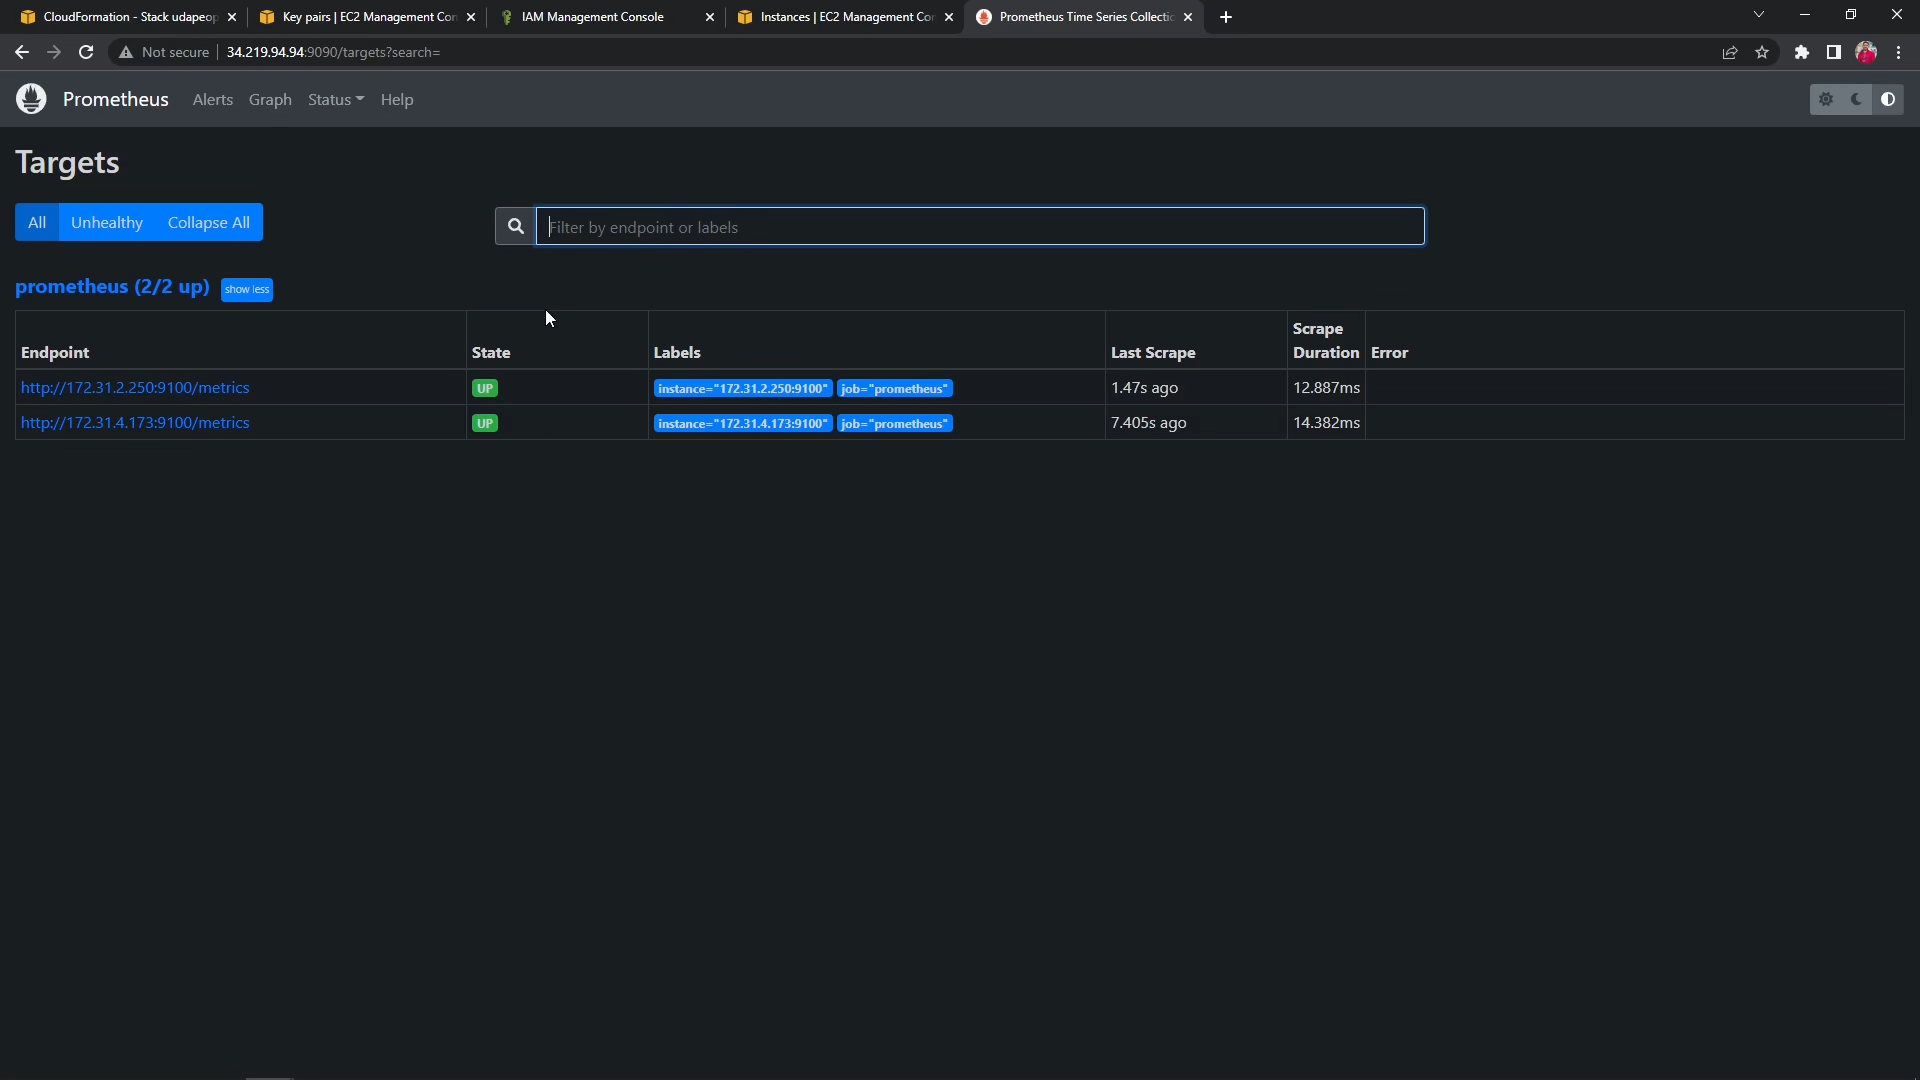 CloudFormation - Stack udapeop
Key pairs | EC2 Management Con
IAM Management Console
Instances | EC2 Management Con
Prometheus Time Series Collectio
Not secure
34.219.94.94:9090/targets?search=
Prometheus
Alerts
Graph
Status
Help
Targets
All
Unhealthy
Collapse All
Filter by endpoint or labels
prometheus (2/2 up)
show less
Endpoint
State
Labels
Last Scrape
Scrape
Duration
Error
http://172.31.2.250:9100/metrics
UP
instance="172.31.2.250:9100"
job="prometheus"
1.47s ago
12.887ms
http://172.31.4.173:9100/metrics
UP
instance="172.31.4.173:9100"
job="prometheus"
7.405s ago
14.382ms